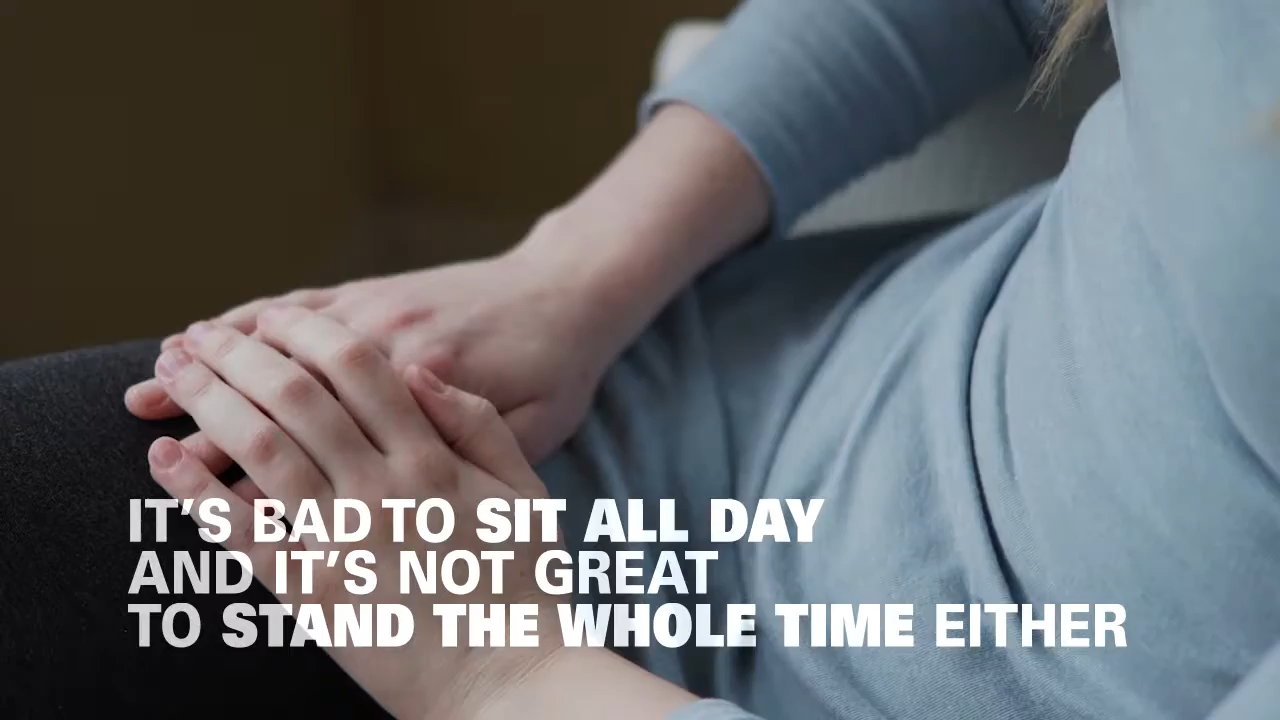 IT'S BAD TO SIT ALL DAY
AND IT'S NOT GREAT
TO STAND THE WHOLE TIME EITHER